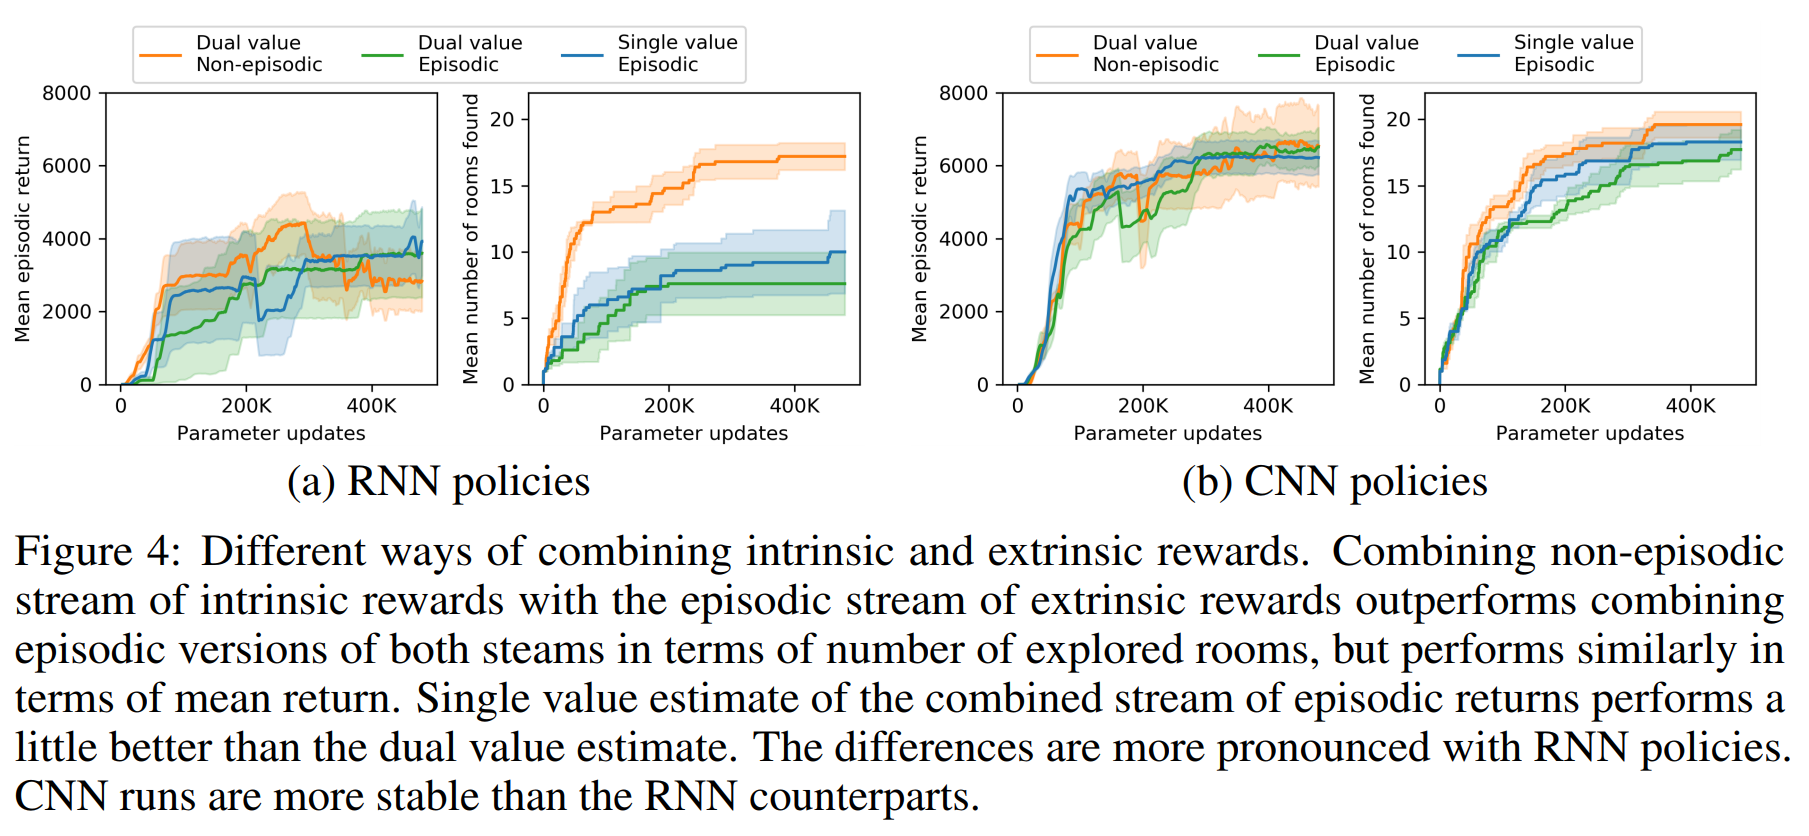 Dual value Non-episodic
Dual value Episodic
Single value Episodic
Mean episodic return
8000
6000
4000
2000
0
0 200K 400K
Parameter updates
Mean number of rooms found
20
15
10
5
0
0 200K 400K
Parameter updates
(a) RNN policies
Dual value Non-episodic
Dual value Episodic
Single value Episodic
Mean episodic return
8000
6000
4000
2000
0
0 200K 400K
Parameter updates
Mean number of rooms found
20
15
10
5
0
0 200K 400K
Parameter updates
(b) CNN policies
Figure 4: Different ways of combining intrinsic and extrinsic rewards. Combining non-episodic
stream of intrinsic rewards with the episodic stream of extrinsic rewards outperforms combining
episodic versions of both steams in terms of number of explored rooms, but performs similarly in
terms of mean return. Single value estimate of the combined stream of episodic returns performs a
little better than the dual value estimate. The differences are more pronounced with RNN policies.
CNN runs are more stable than the RNN counterparts.